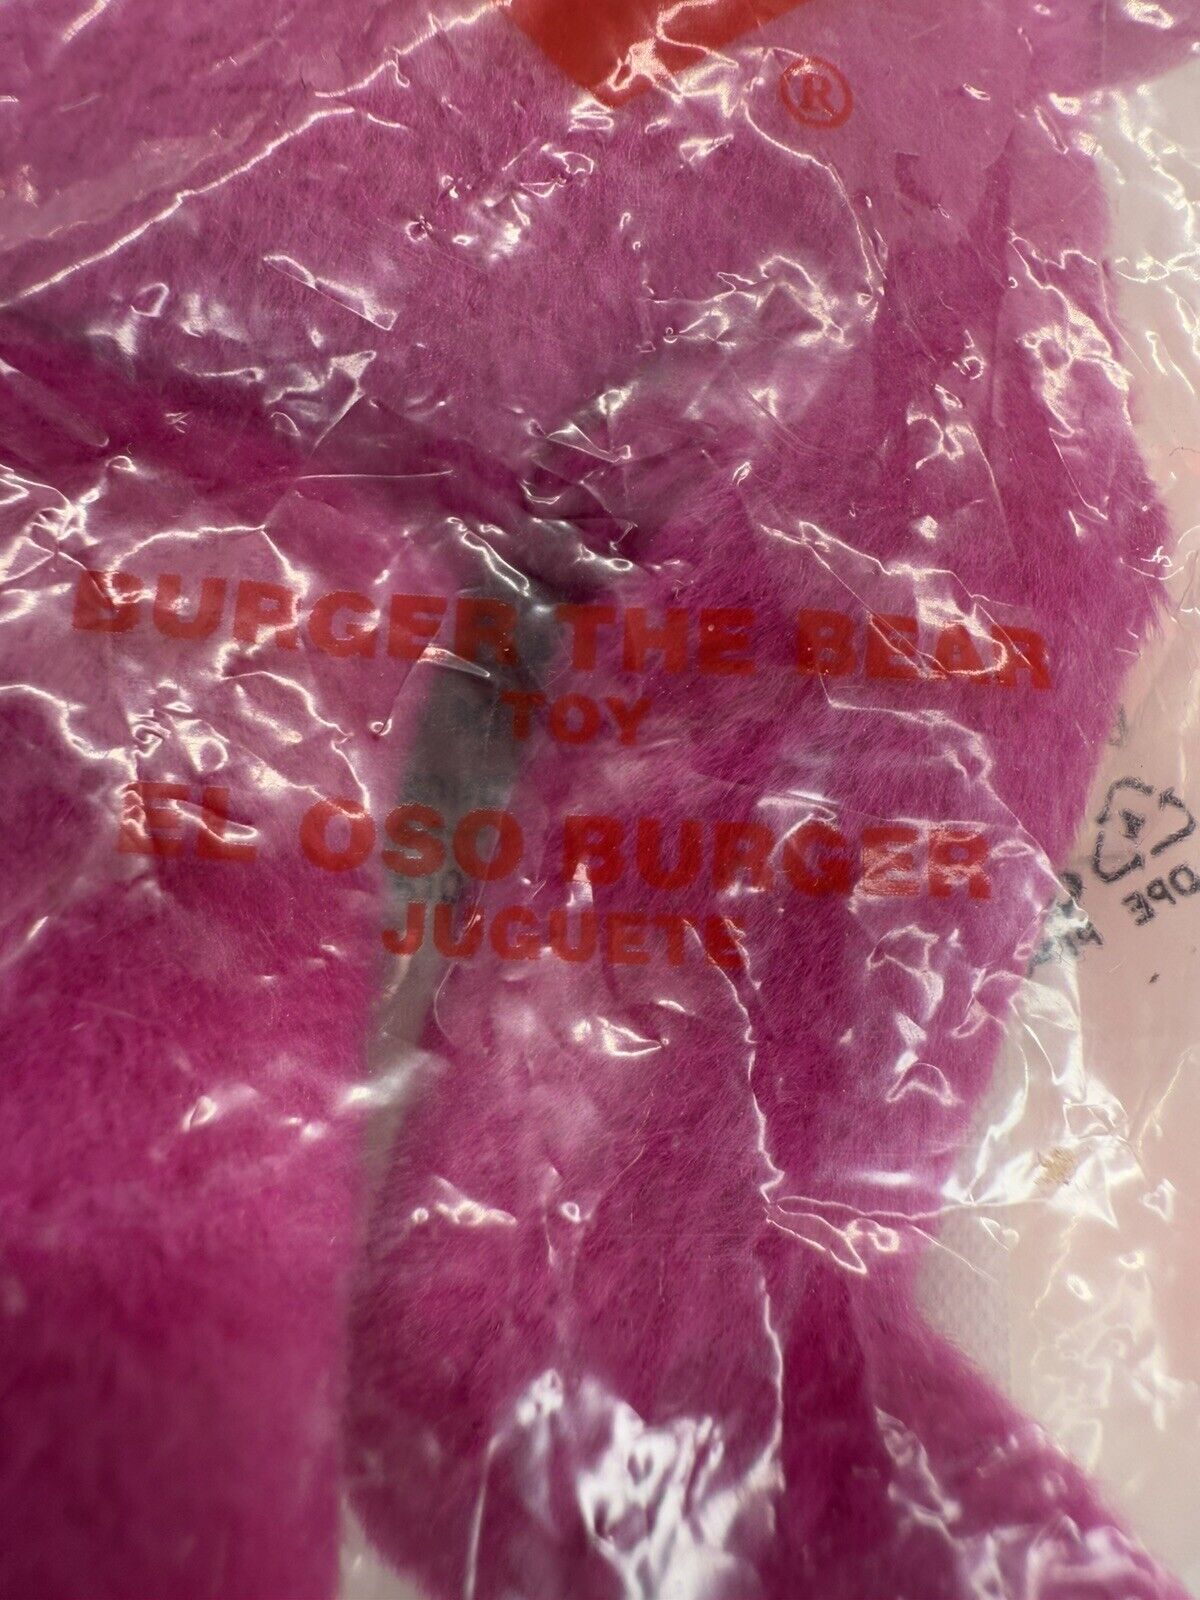 ®
BURGER THE BEAR
TOY
EL OSO BURGER
JUGUETE